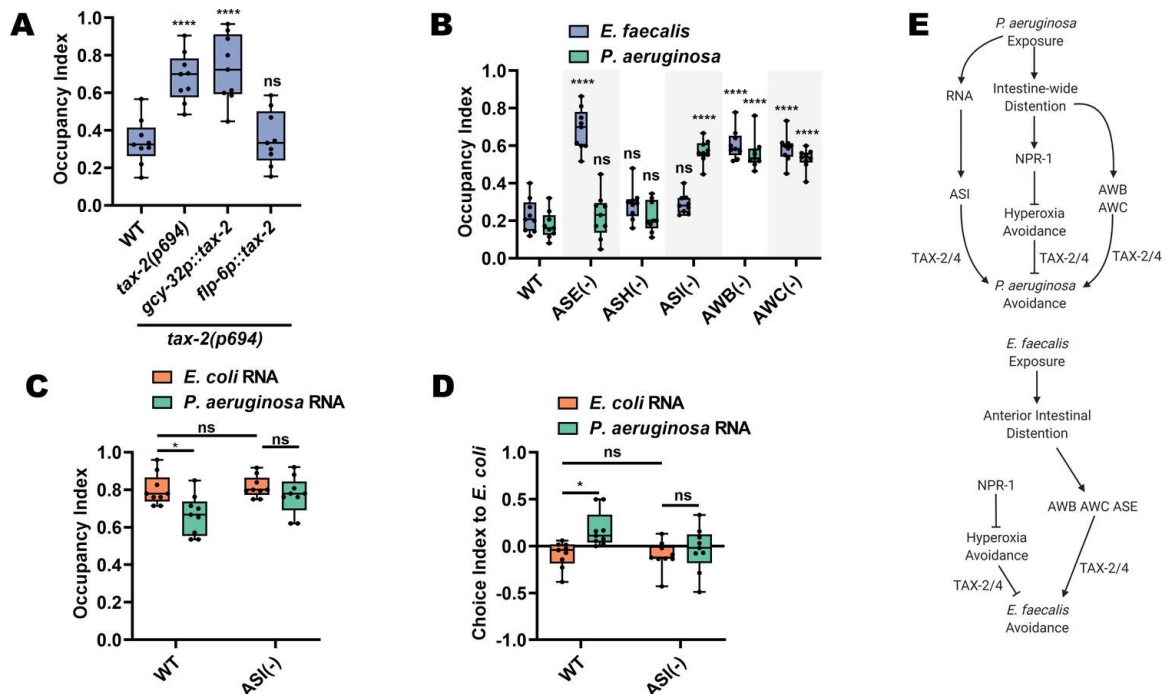 A
Occupancy Index
1.0
0.8
0.6
0.4
0.2
0.0
****
****
ns
WT
tax-2(p694)
gcy-32p::tax-2
flp-6p::tax-2
tax-2(p694)
B
E. faecalis
P. aeruginosa
Occupancy Index
1.0
0.8
0.6
0.4
0.2
0.0
****
ns
ns
ns
ns
****
****
****
****
****
WT
ASE(-)
ASH(-)
ASI(-)
AWB(-)
AWC(-)
C
E. coli RNA
P. aeruginosa RNA
Occupancy Index
1.0
0.8
0.6
0.4
0.2
0.0
ns
*
ns
WT
ASI(-)
D
E. coli RNA
P. aeruginosa RNA
Choice Index to E. coli
1.0
0.5
0.0
-0.5
-1.0
ns
*
ns
WT
ASI(-)
E
P. aeruginosa
Exposure
RNA
Intestine-wide
Distention
NPR-1
ASI
AWB
AWC
Hyperoxia
Avoidance
TAX-2/4
TAX-2/4
TAX-2/4
P. aeruginosa
Avoidance
E. faecalis
Exposure
Anterior Intestinal
Distention
NPR-1
AWB AWC ASE
Hyperoxia
Avoidance
TAX-2/4
TAX-2/4
E. faecalis
Avoidance